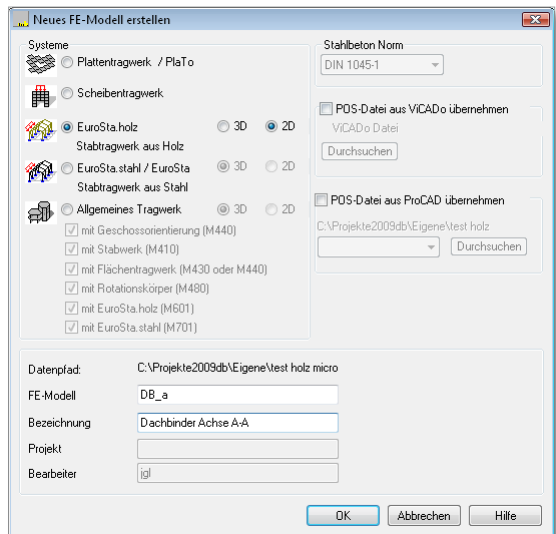 Neues FE-Modell erstellen
Systeme
Plattentragwerk / PlaTo
Scheibentragwerk
EuroSta.holz 3D 2D
Stabtragwerk aus Holz
EuroSta.stahl / EuroSta 3D 2D
Stabtragwerk aus Stahl
Allgemeines Tragwerk 3D 2D
mit Geschossorientierung (M440)
mit Stabwerk (M410)
mit Flächentragwerk (M430 oder M440)
mit Rotationskörper (M480)
mit EuroSta.holz (M601)
mit EuroSta.stahl (M701)
Stahlbeton Norm
DIN 1045-1
POS-Datei aus ViCADo übernehmen
ViCADo Datei
Durchsuchen
POS-Datei aus ProCAD übernehmen
C:\Projekte2009db\Eigene\test holz
Durchsuchen
Datenpfad: C:\Projekte2009db\Eigene\test holz micro
FE-Modell DB_a
Bezeichnung Dachbinder Achse A-A
Projekt
Bearbeiter jgl
OK Abbrechen Hilfe